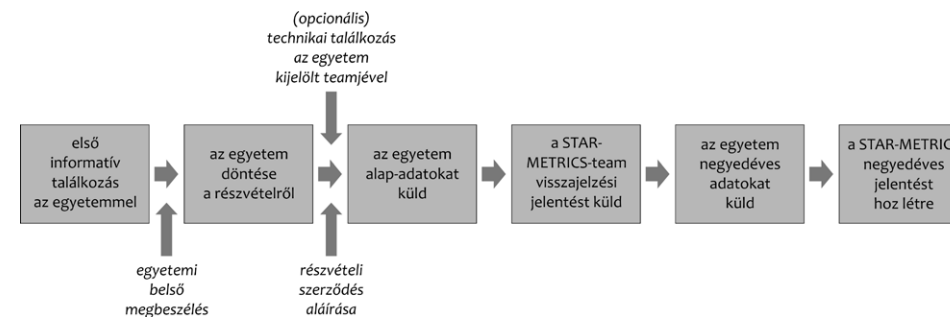 (opcionális)
technikai találkozás
az egyetem
kijelölt teamjével
első
informatív
találkozás
az egyetemmel
az egyetem
döntése
a részvételről
az egyetem
alap-adatokat
küld
a STAR-
METRICS-team
visszajelzési
jelentést küld
az egyetem
negyedéves
adatokat
küld
a STAR-METRIC
negyedéves
jelentést
hoz létre
egyetemi
belső
megbeszélés
részvételi
szerződés
aláírása